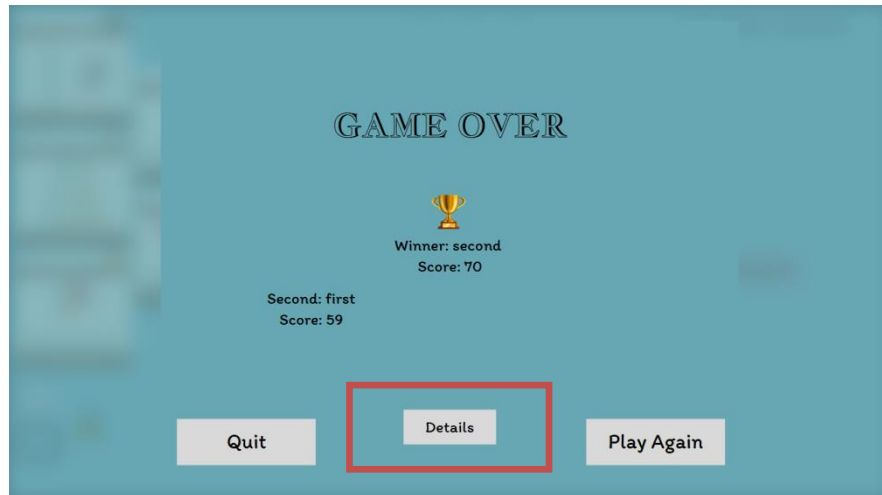 GAME OVER
Winner: second
Score: 70
Second: first
Score: 59
Quit
Details
Play Again